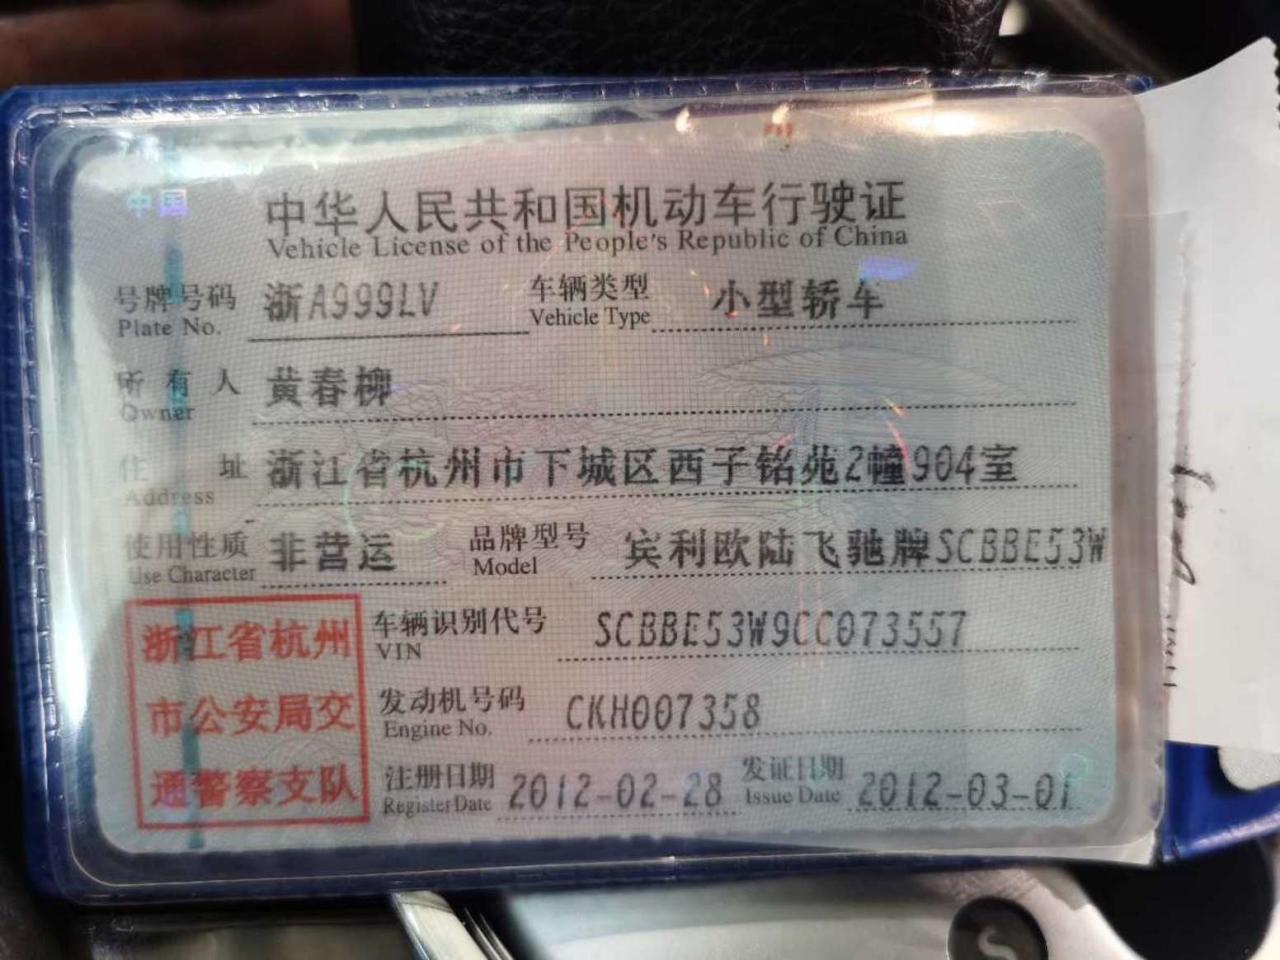 中国
中华人民共和国机动车行驶证
Vehicle License of the People's Republic of China
号牌号码 浙A999LV 车辆类型 小型轿车
Plate No. Vehicle Type
所有人 黄春柳
Owner
住址 浙江省杭州市下城区西子铭苑2幢904室
Address
使用性质 非营运 品牌型号 宾利欧陆飞驰牌SCBBE53W
Use Character Model
浙江省杭州
市公安局交
通警察支队
车辆识别代号 SCBBE53W9CC073557
VIN
发动机号码 CKH007358
Engine No.
注册日期 2012-02-28 发证日期 2012-03-01
Register Date Issue Date
S